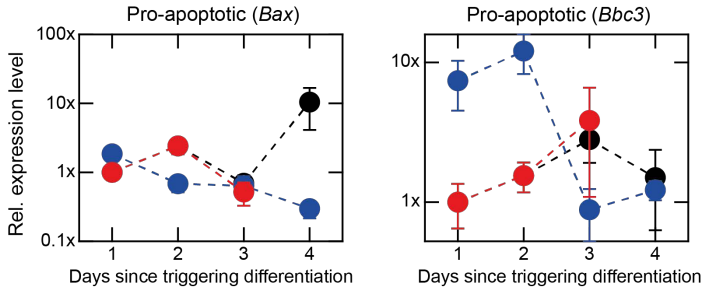 Pro-apoptotic (Bax)
Rel. expression level
100x
10x
1x
0.1x
1 2 3 4
Days since triggering differentiation
Pro-apoptotic (Bbc3)
10x
1x
1 2 3 4
Days since triggering differentiation